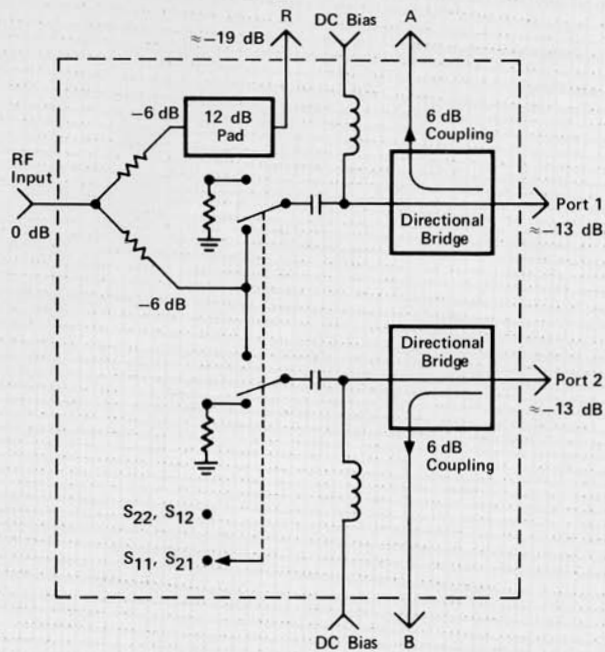 R
≈−19 dB
DC Bias
A
−6 dB
12 dB
Pad
6 dB
Coupling
RF
Input
0 dB
Directional
Bridge
Port 1
≈−13 dB
−6 dB
Directional
Bridge
Port 2
≈−13 dB
6 dB
Coupling
S22, S12
S11, S21
DC Bias
B